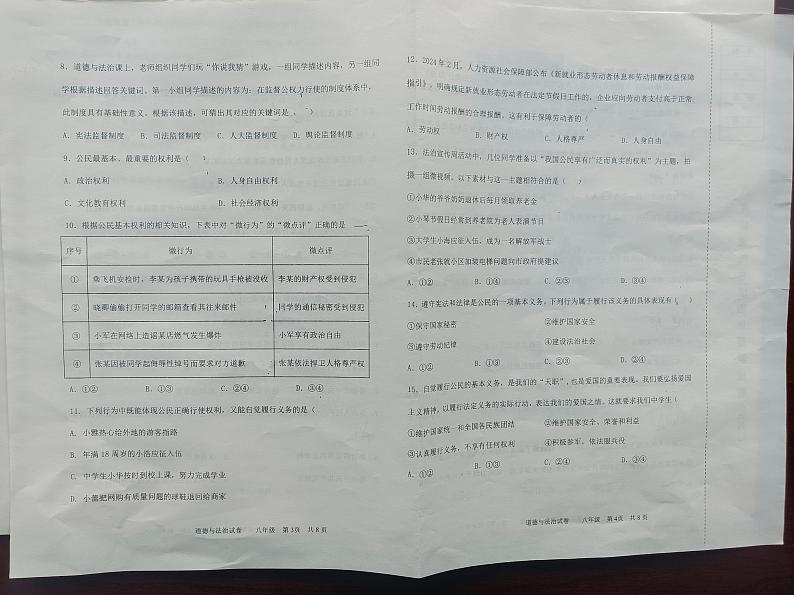 8. 道德与法治课上，老师组织同学们玩“你说我猜”游戏，一组同学描述内容，另一组同
学根据描述回答关键词。第一小组同学描述的内容为：在监督公权力行使的制度体系中，
此制度具有基础性意义。根据该描述，可猜出其对应的关键词是（ ）
A. 宪法监督制度 B. 司法监督制度 C. 人大监督制度 D. 舆论监督制度
9. 公民最基本、最重要的权利是（ ）
A. 政治权利 B. 人身自由权利
C. 文化教育权利 D. 社会经济权利
10. 根据公民基本权利的相关知识，下表中对“微行为”的“微点评”正确的是
序号 微行为 微点评
① 乘飞机安检时，李某为孩子携带的玩具手枪被没收 李某的财产权受到侵犯
② 晓卿偷偷打开同学的邮箱查看其往来邮件 同学的通信秘密受到侵犯
③ 小军在网络上造谣某店燃气发生爆炸 小军享有政治自由
④ 张某因被同学起侮辱性绰号而要求对方道歉 张某依法捍卫人格尊严权
A. ①② B. ①③ C. ②④ D. ③④
11. 下列行为中既能体现公民正确行使权利，又能自觉履行义务的是（
A. 小雅热心给外地的游客指路
B. 年满 18 周岁的小浩应征入伍
C. 中学生小华按时到校上课，努力完成学业
D. 小蕾把网购有质量问题的球鞋退回给商家
道德与法治试卷 八年级 第3页 共8页
12. 2024 年 2 月，人力资源社会保障部公布《新就业形态劳动者休息和劳动报酬权益保障
指引》，明确规定新就业形态劳动者在法定节假日工作的，企业应向劳动者支付高于正常
工作时间劳动报酬的合理报酬。这有利于保障劳动者的（ ）
A. 劳动权 B. 财产权 C. 人格尊严 D. 人身自由
13. 法治宣传周活动中，几位同学准备以“我国公民享有广泛而真实的权利”为主题，拍
摄一组微视频。以下素材与这一主题相符合的是（ ）
①小华的爷爷奶奶退休后每月领取养老金
②小琴节假日经常到养老院为老人表演节目
③大学生小海应征入伍，成为一名解放军战士
④市民老张就小区加装电梯问题向市政府提建议
A. ①② B. ①④ C. ②③ D. ③④
14. 遵守宪法和法律是公民的一项基本义务。下列行为属于履行该义务的具体表现有（ ）
①保守国家秘密 ②维护国家安全
③遵守劳动纪律 ④建设法治社会
A. ①② B. ①③ C. ②④ D. ③④
15. 自觉履行公民的基本义务，是我们的“天职”，也是爱国的重要表现。我们要弘扬爱国
主义精神，以履行法定义务的实际行动，表达我们的爱国之情。这就要求我们中学生（
①维护国家统一和全国各民族团结 ②维护国家安全、荣誉和利益
③认真履行义务，不享有任何权利 ④积极参军，依法服兵役
A. ①② B. ①③ C. ②④ D. ③④
道德与法治试卷 八年级 第4页 共8页